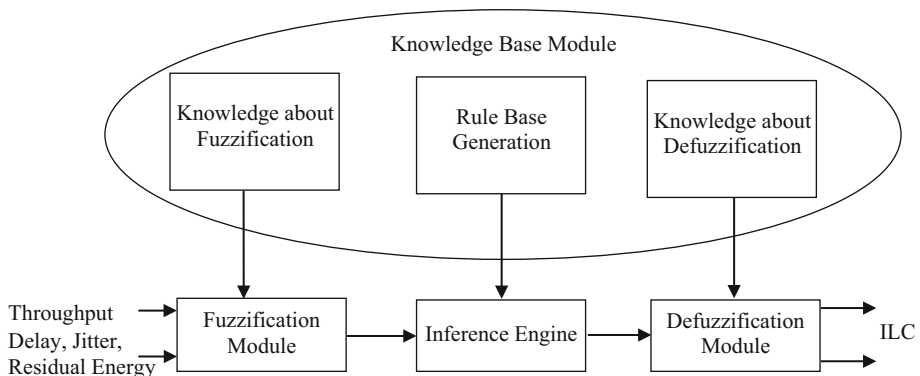 Knowledge Base Module
Knowledge about
Fuzzification
Rule Base
Generation
Knowledge about
Defuzzification
Throughput
Delay, Jitter,
Residual Energy
Fuzzification
Module
Inference Engine
Defuzzification
Module
ILC